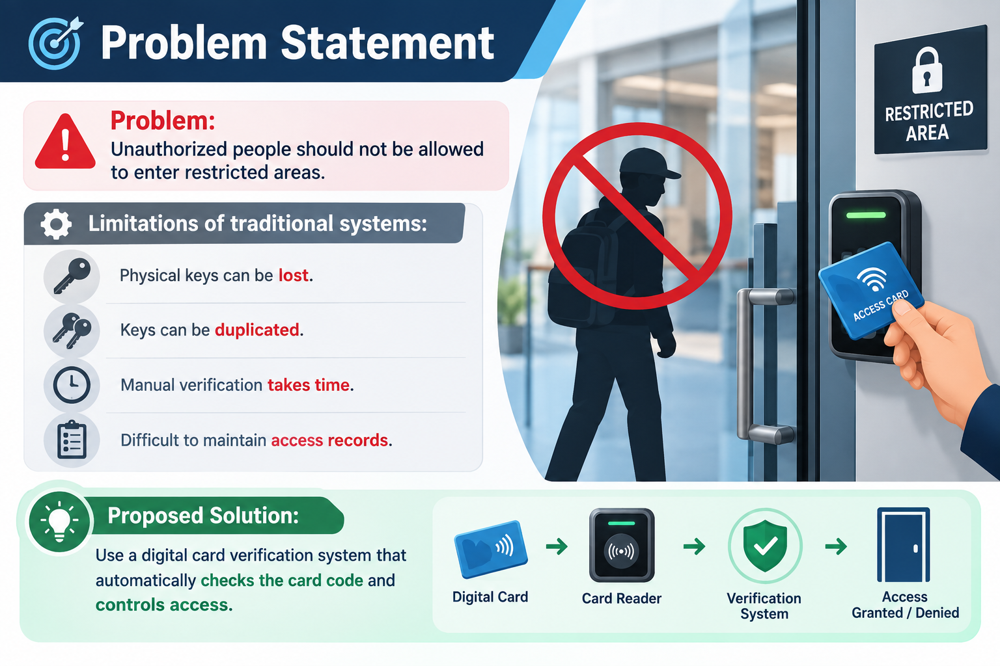 Problem Statement
Problem:
Unauthorized people should not be allowed
to enter restricted areas.
Limitations of traditional systems:
Physical keys can be lost.
Keys can be duplicated.
Manual verification takes time.
Difficult to maintain access records.
RESTRICTED
AREA
ACCESS CARD
Proposed Solution:
Use a digital card verification system that
automatically checks the card code and
controls access.
Digital Card
Card Reader
Verification
System
Access
Granted / Denied